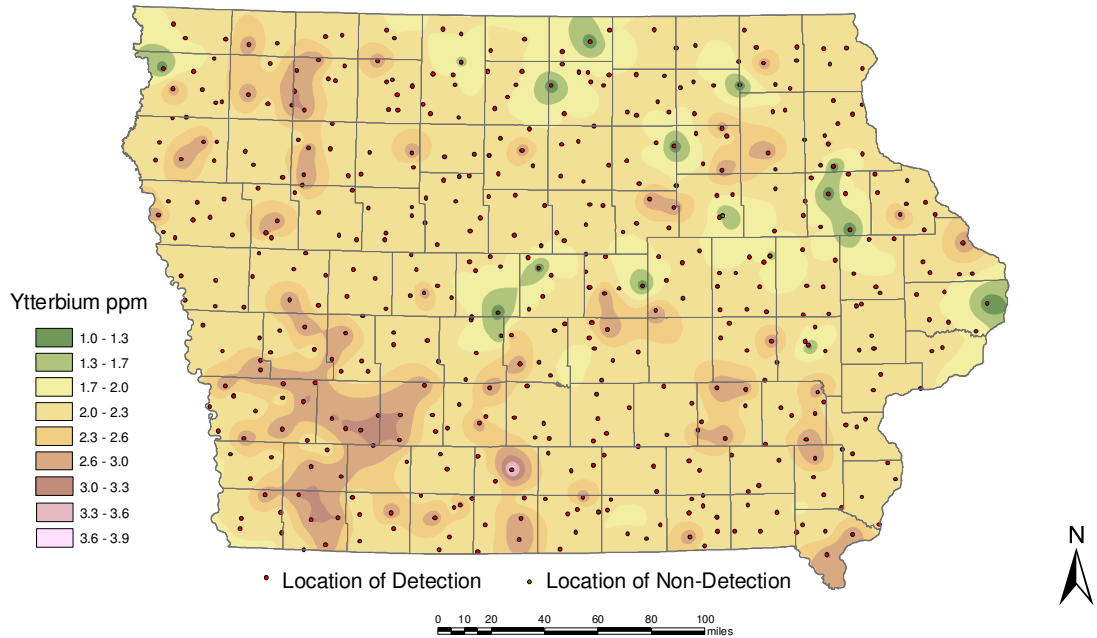 Ytterbium ppm
1.0 - 1.3
1.3 - 1.7
1.7 - 2.0
2.0 - 2.3
2.3 - 2.6
2.6 - 3.0
3.0 - 3.3
3.3 - 3.6
3.6 - 3.9
N
Location of Detection Location of Non-Detection
0 10 20 40 60 80 100
miles